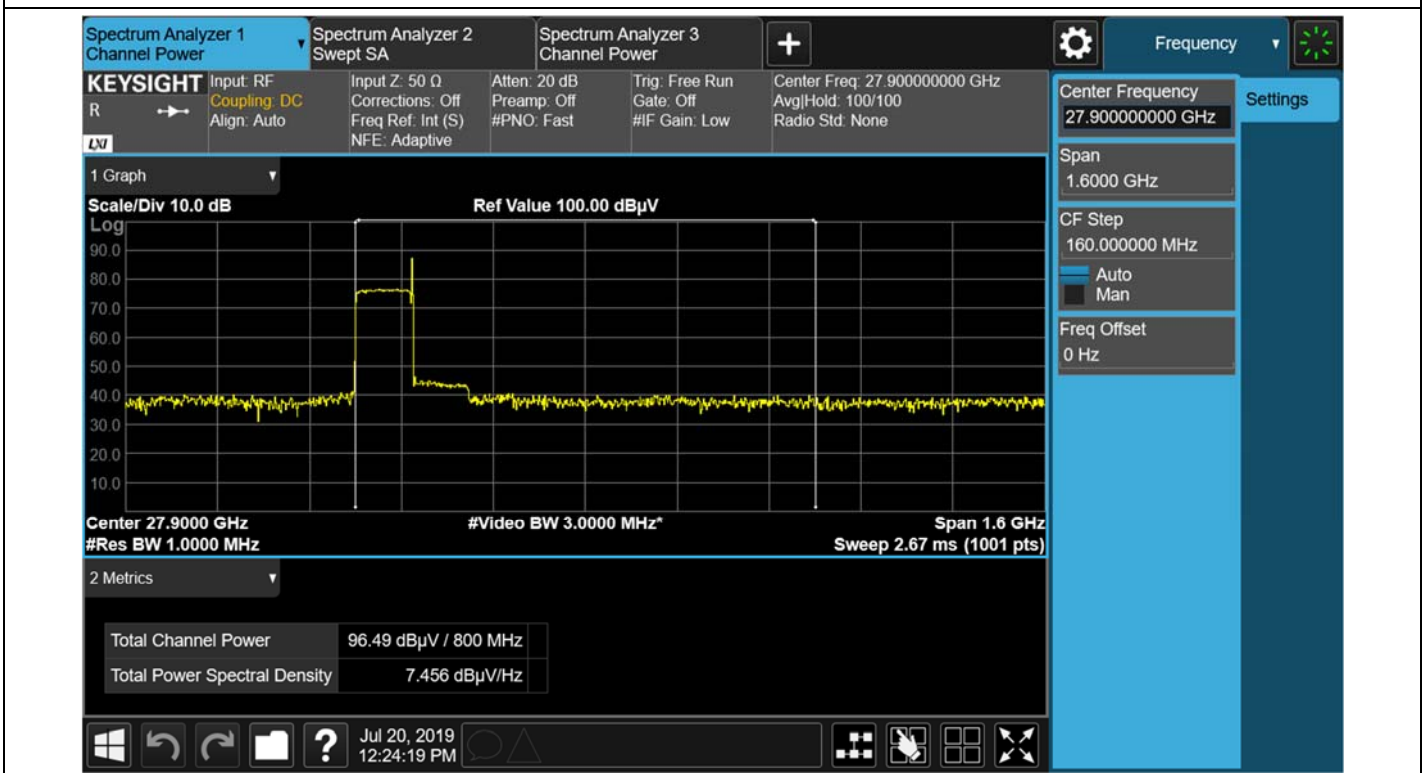 Spectrum Analyzer 1
Channel Power
Spectrum Analyzer 2
Swept SA
Spectrum Analyzer 3
Channel Power
+
Frequency
KEYSIGHT
R
LXI
Input: RF
Coupling: DC
Align: Auto
Input Z: 50 Ω
Corrections: Off
Freq Ref: Int (S)
NFE: Adaptive
Atten: 20 dB
Preamp: Off
#PNO: Fast
Trig: Free Run
Gate: Off
#IF Gain: Low
Center Freq: 27.900000000 GHz
Avg|Hold: 100/100
Radio Std: None
Center Frequency
27.900000000 GHz
Settings
Span
1.6000 GHz
CF Step
160.000000 MHz
Auto
Man
Freq Offset
0 Hz
1 Graph
Scale/Div 10.0 dB
Ref Value 100.00 dBµV
Log
90.0
80.0
70.0
60.0
50.0
40.0
30.0
20.0
10.0
Center 27.9000 GHz
#Video BW 3.0000 MHz*
Span 1.6 GHz
#Res BW 1.0000 MHz
Sweep 2.67 ms (1001 pts)
2 Metrics
Total Channel Power 96.49 dBµV / 800 MHz
Total Power Spectral Density 7.456 dBµV/Hz
?
Jul 20, 2019
12:24:19 PM